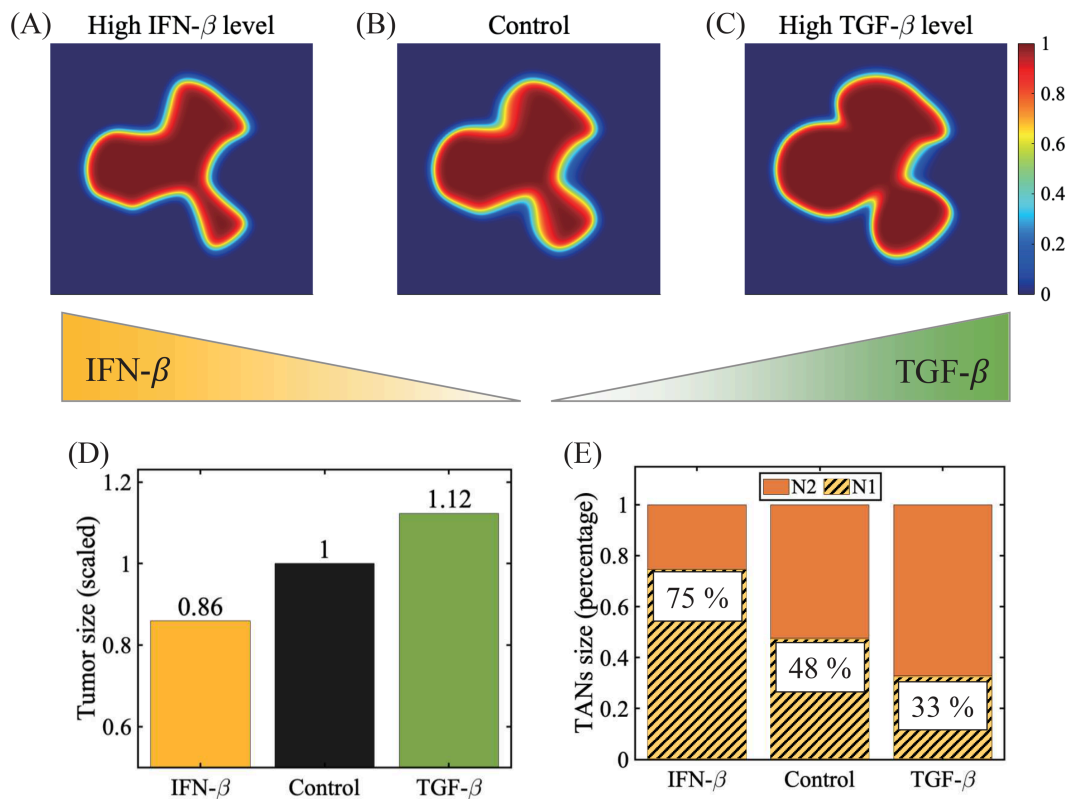 (A) High IFN-β level
(B) Control
(C) High TGF-β level
1
0.8
0.6
0.4
0.2
0
IFN-β
TGF-β
(D)
Tumor size (scaled)
1.2
1
0.8
0.6
0.86
1
1.12
IFN-β Control TGF-β
(E)
TANs size (percentage)
1
0.8
0.6
0.4
0.2
0
N2 N1
75 %
48 %
33 %
IFN-β Control TGF-β